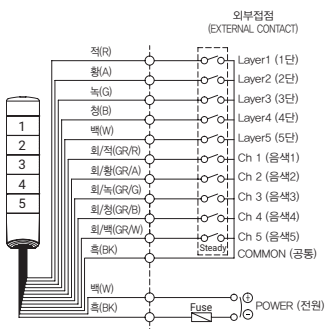 외부접점
(EXTERNAL CONTACT)
적(R) Layer1 (1단)
황(A) Layer2 (2단)
녹(G) Layer3 (3단)
청(B) Layer4 (4단)
백(W) Layer5 (5단)
회/적(GR/R) Ch 1 (음색1)
회/황(GR/A) Ch 2 (음색2)
회/녹(GR/G) Ch 3 (음색3)
회/청(GR/B) Ch 4 (음색4)
회/백(GR/W) Ch 5 (음색5)
Steady
흑(BK) COMMON (공통)
1
2
3
4
5
백(W) ⊕
POWER (전원)
흑(BK) Fuse ⊖